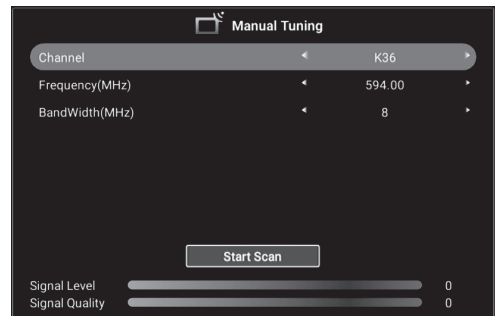 Manual Tuning
Channel K36
Frequency(MHz) 594.00
BandWidth(MHz) 8
Start Scan
Signal Level 0
Signal Quality 0